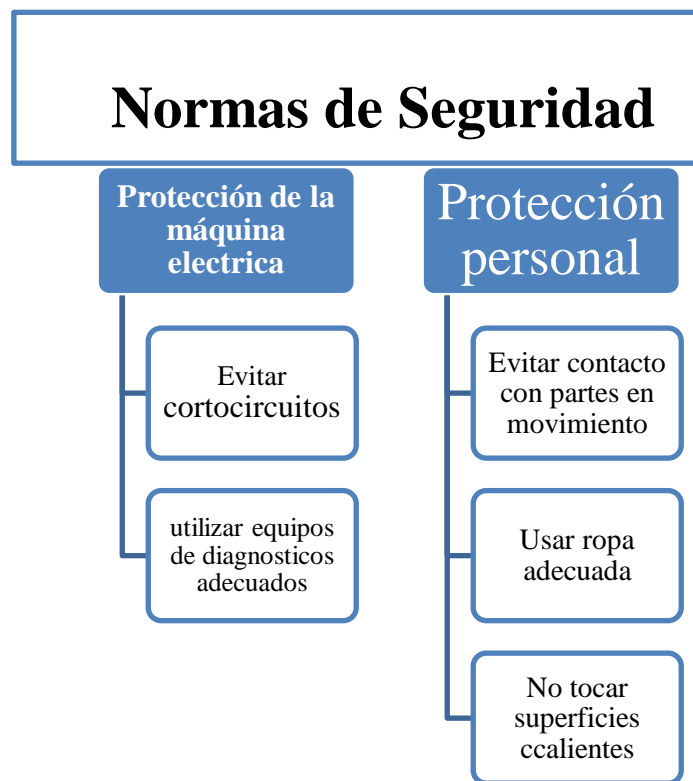 Normas de Seguridad
Protección de la
máquina
electrica
Evitar
cortocircuitos
utilizar equipos
de diagnosticos
adecuados
Protección
personal
Evitar contacto
con partes en
movimiento
Usar ropa
adecuada
No tocar
superficies
ccalientes